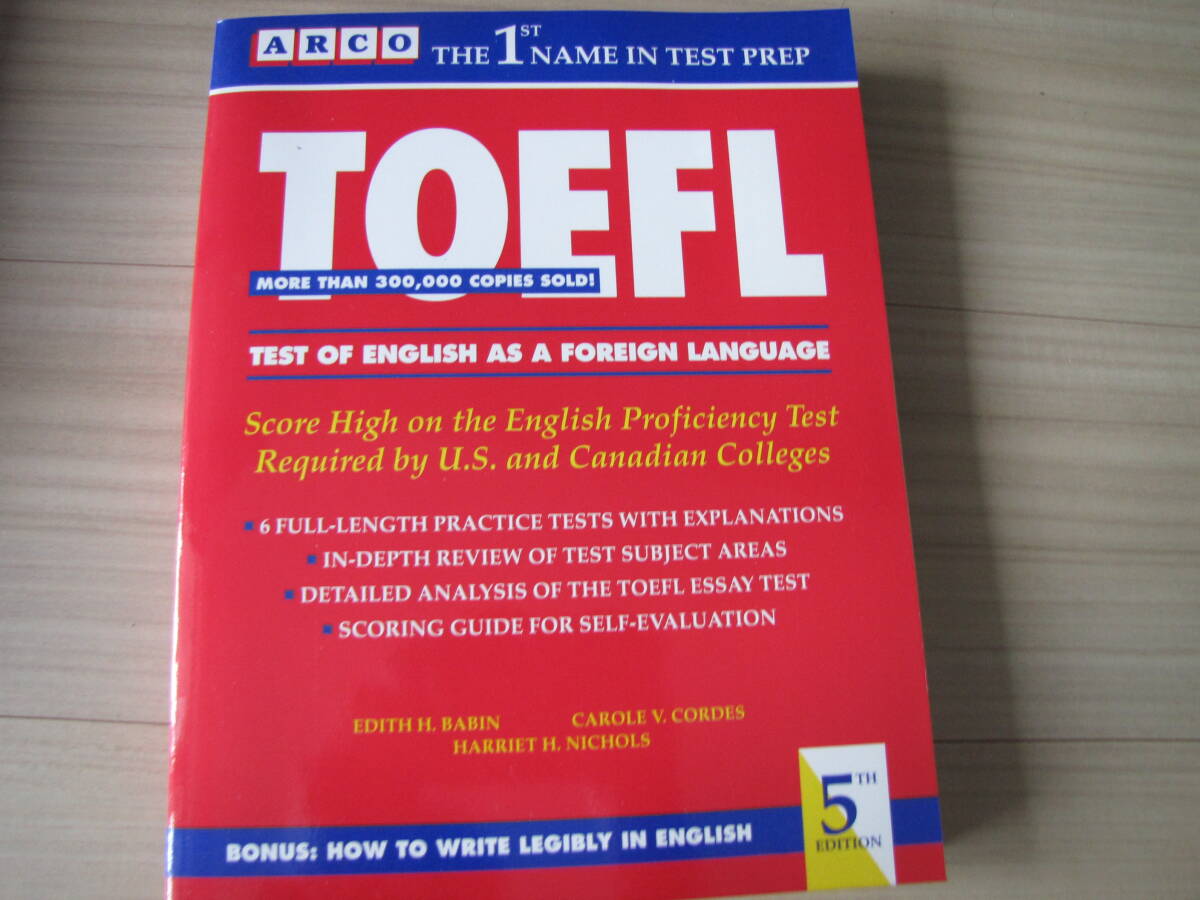 ARCO THE 1ST NAME IN TEST PREP
TOEFL
MORE THAN 300,000 COPIES SOLD!
TEST OF ENGLISH AS A FOREIGN LANGUAGE
Score High on the English Proficiency Test
Required by U.S. and Canadian Colleges
▪ 6 FULL-LENGTH PRACTICE TESTS WITH EXPLANATIONS
▪ IN-DEPTH REVIEW OF TEST SUBJECT AREAS
▪ DETAILED ANALYSIS OF THE TOEFL ESSAY TEST
▪ SCORING GUIDE FOR SELF-EVALUATION
EDITH H. BABIN CAROLE V. CORDES
HARRIET H. NICHOLS
5TH
EDITION
BONUS: HOW TO WRITE LEGIBLY IN ENGLISH